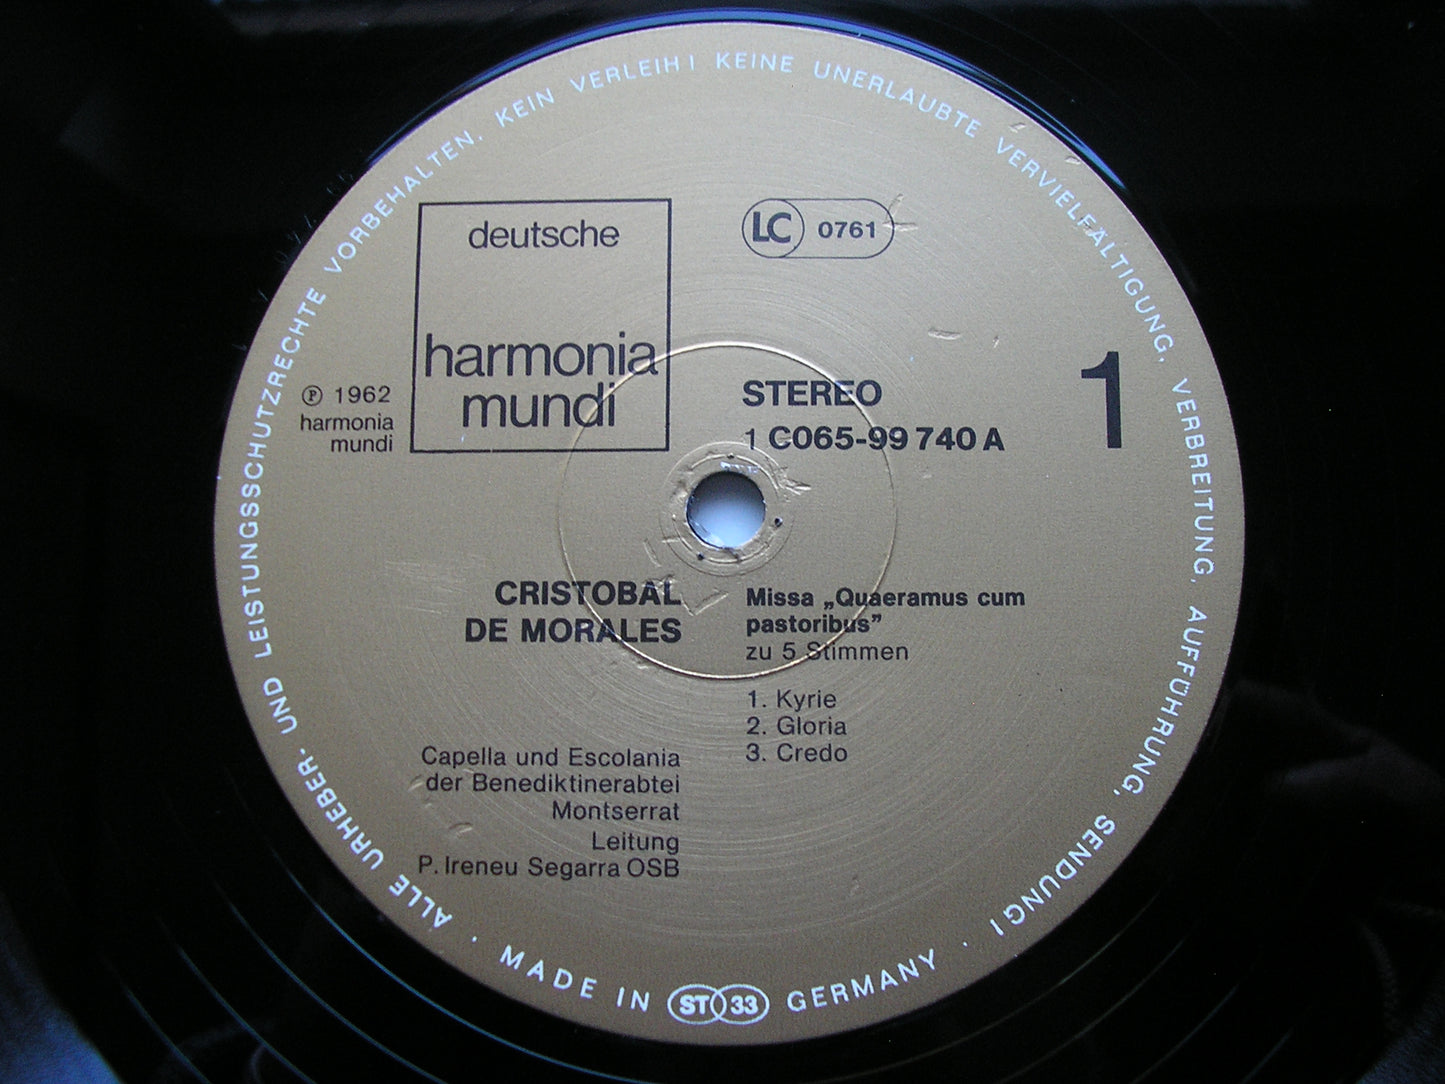 ALLE URHEBER- UND LEISTUNGSSCHUTZRECHTE VORBEHALTEN. KEIN VERLEIH! KEINE UNERLAUBTE VERVIELFÄLTIGUNG, VERBREITUNG, AUFFÜHRUNG, SENDUNG!
deutsche
harmonia
mundi
LC 0761
℗ 1962
harmonia
mundi
STEREO
1 C065-99 740 A
1
CRISTOBAL
DE MORALES
Missa „Quaeramus cum
pastoribus”
zu 5 Stimmen
1. Kyrie
2. Gloria
3. Credo
Capella und Escolania
der Benediktinerabtei
Montserrat
Leitung
P. Ireneu Segarra OSB
· MADE IN ST 33 GERMANY ·